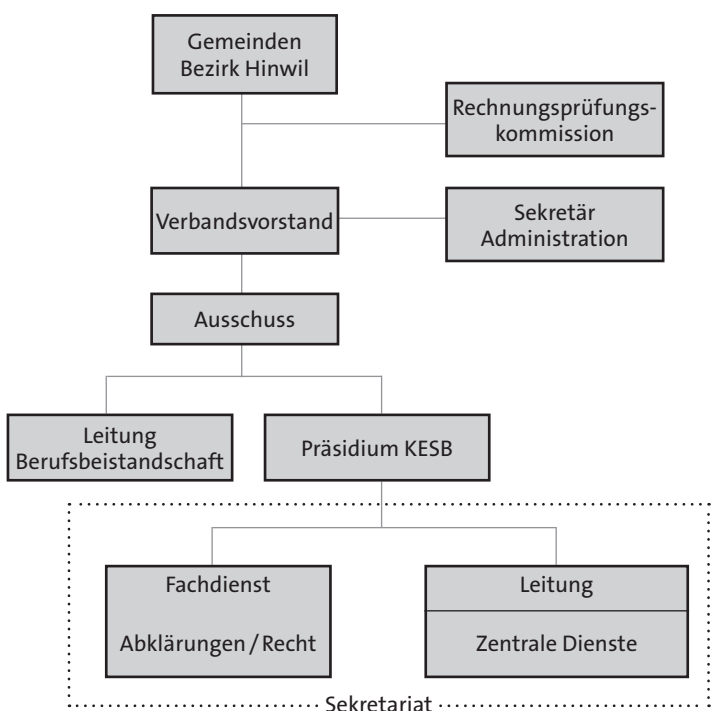 Gemeinden
Bezirk Hinwil
Rechnungsprüfungs-
kommission
Verbandsvorstand
Sekretär
Administration
Ausschuss
Leitung
Berufsbeistandschaft
Präsidium KESB
Fachdienst
Abklärungen / Recht
Leitung
Zentrale Dienste
Sekretariat